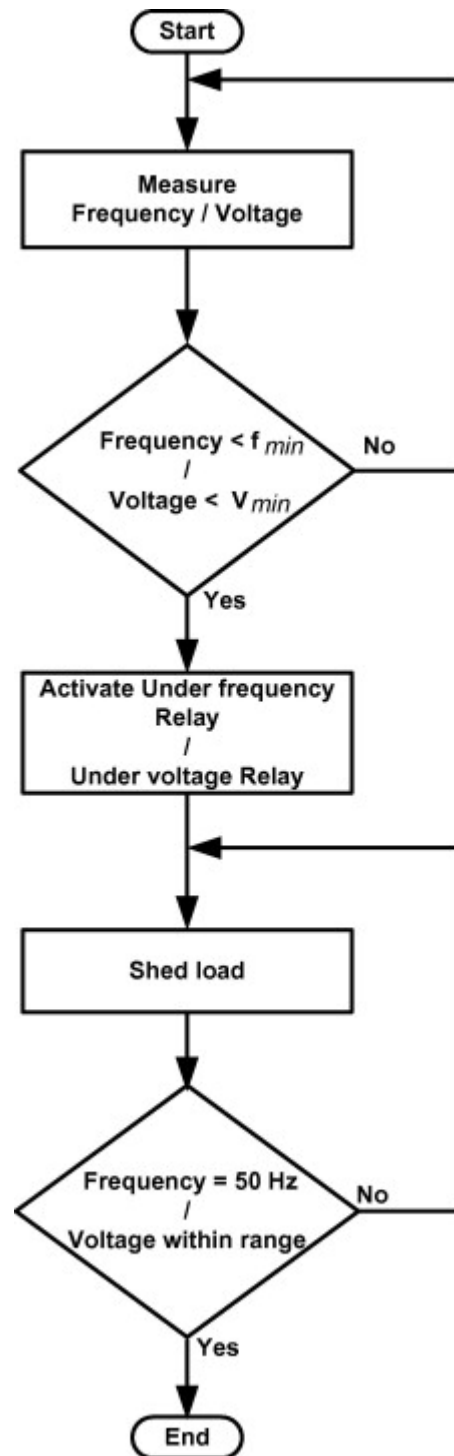 Start
Measure
Frequency / Voltage
Frequency < f min
/
Voltage < V min
No
Yes
Activate Under frequency
Relay
/
Under voltage Relay
Shed load
Frequency = 50 Hz
/
Voltage within range
No
Yes
End